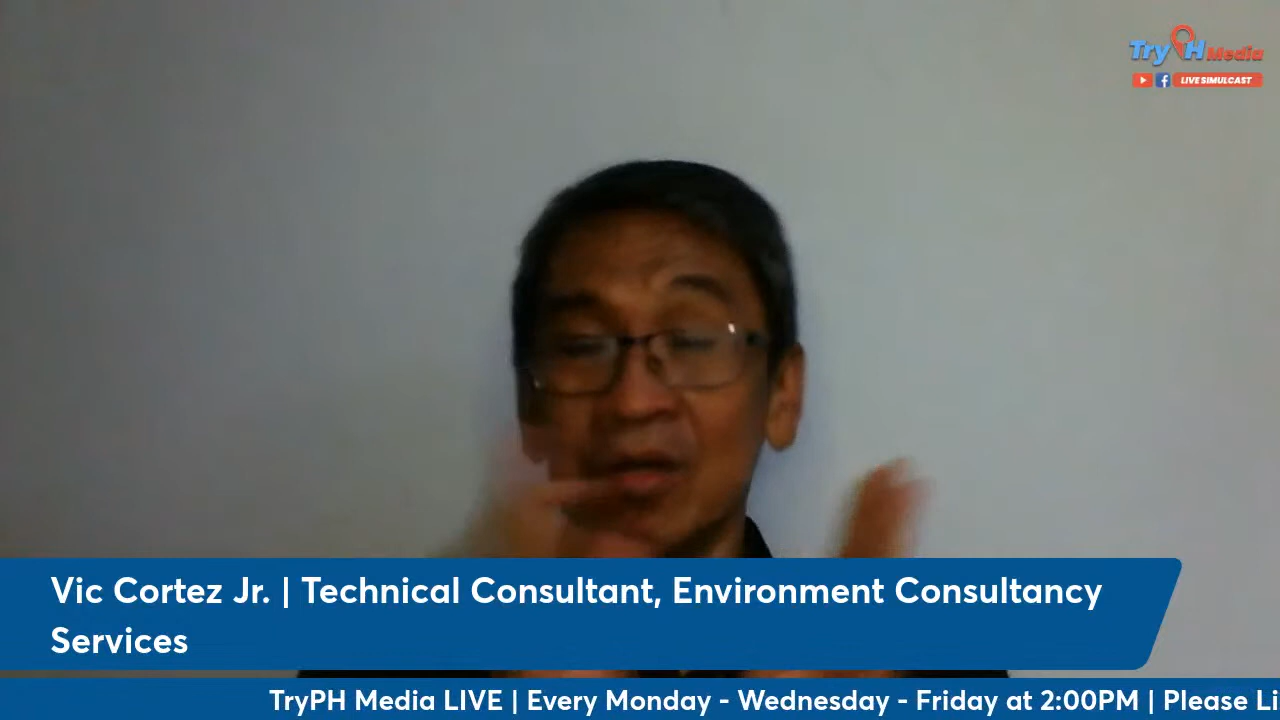 TryPH Media
LIVE SIMULCAST
Vic Cortez Jr. | Technical Consultant, Environment Consultancy
Services
TryPH Media LIVE | Every Monday - Wednesday - Friday at 2:00PM | Please Li